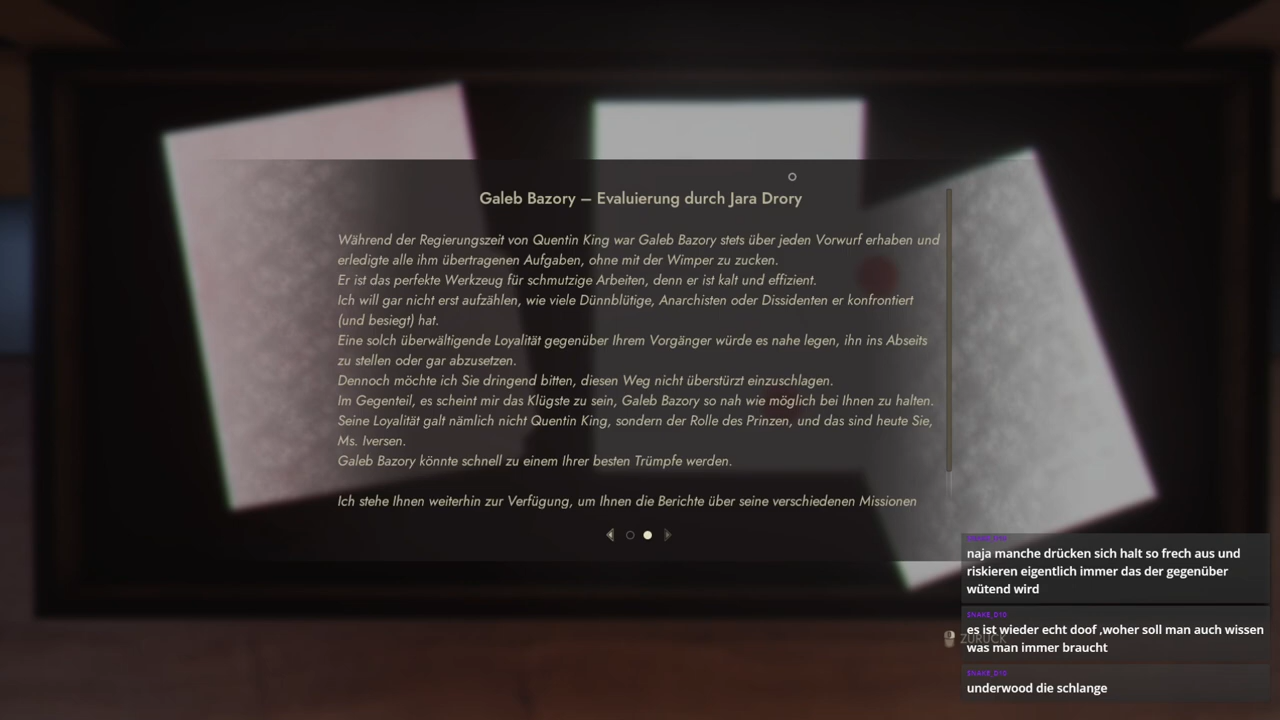 Galeb Bazory – Evaluierung durch Jara Drory
Während der Regierungszeit von Quentin King war Galeb Bazory stets über jeden Vorwurf erhaben und
erledigte alle ihm übertragenen Aufgaben, ohne mit der Wimper zu zucken.
Er ist das perfekte Werkzeug für schmutzige Arbeiten, denn er ist kalt und effizient.
Ich will gar nicht erst aufzählen, wie viele Dünnblütige, Anarchisten oder Dissidenten er konfrontiert
(und besiegt) hat.
Eine solch überwältigende Loyalität gegenüber Ihrem Vorgänger würde es nahe legen, ihn ins Abseits
zu stellen oder gar abzusetzen.
Dennoch möchte ich Sie dringend bitten, diesen Weg nicht überstürzt einzuschlagen.
Im Gegenteil, es scheint mir das Klügste zu sein, Galeb Bazory so nah wie möglich bei Ihnen zu halten.
Seine Loyalität galt nämlich nicht Quentin King, sondern der Rolle des Prinzen, und das sind heute Sie,
Ms. Iversen.
Galeb Bazory könnte schnell zu einem Ihrer besten Trümpfe werden.
Ich stehe Ihnen weiterhin zur Verfügung, um Ihnen die Berichte über seine verschiedenen Missionen
naja manche drücken sich halt so frech aus und
riskieren eigentlich immer das der gegenüber
wütend wird
SNAKE_D10
es ist wieder echt doof ,woher soll man auch wissen
was man immer braucht
ZURÜCK
SNAKE_D10
underwood die schlange